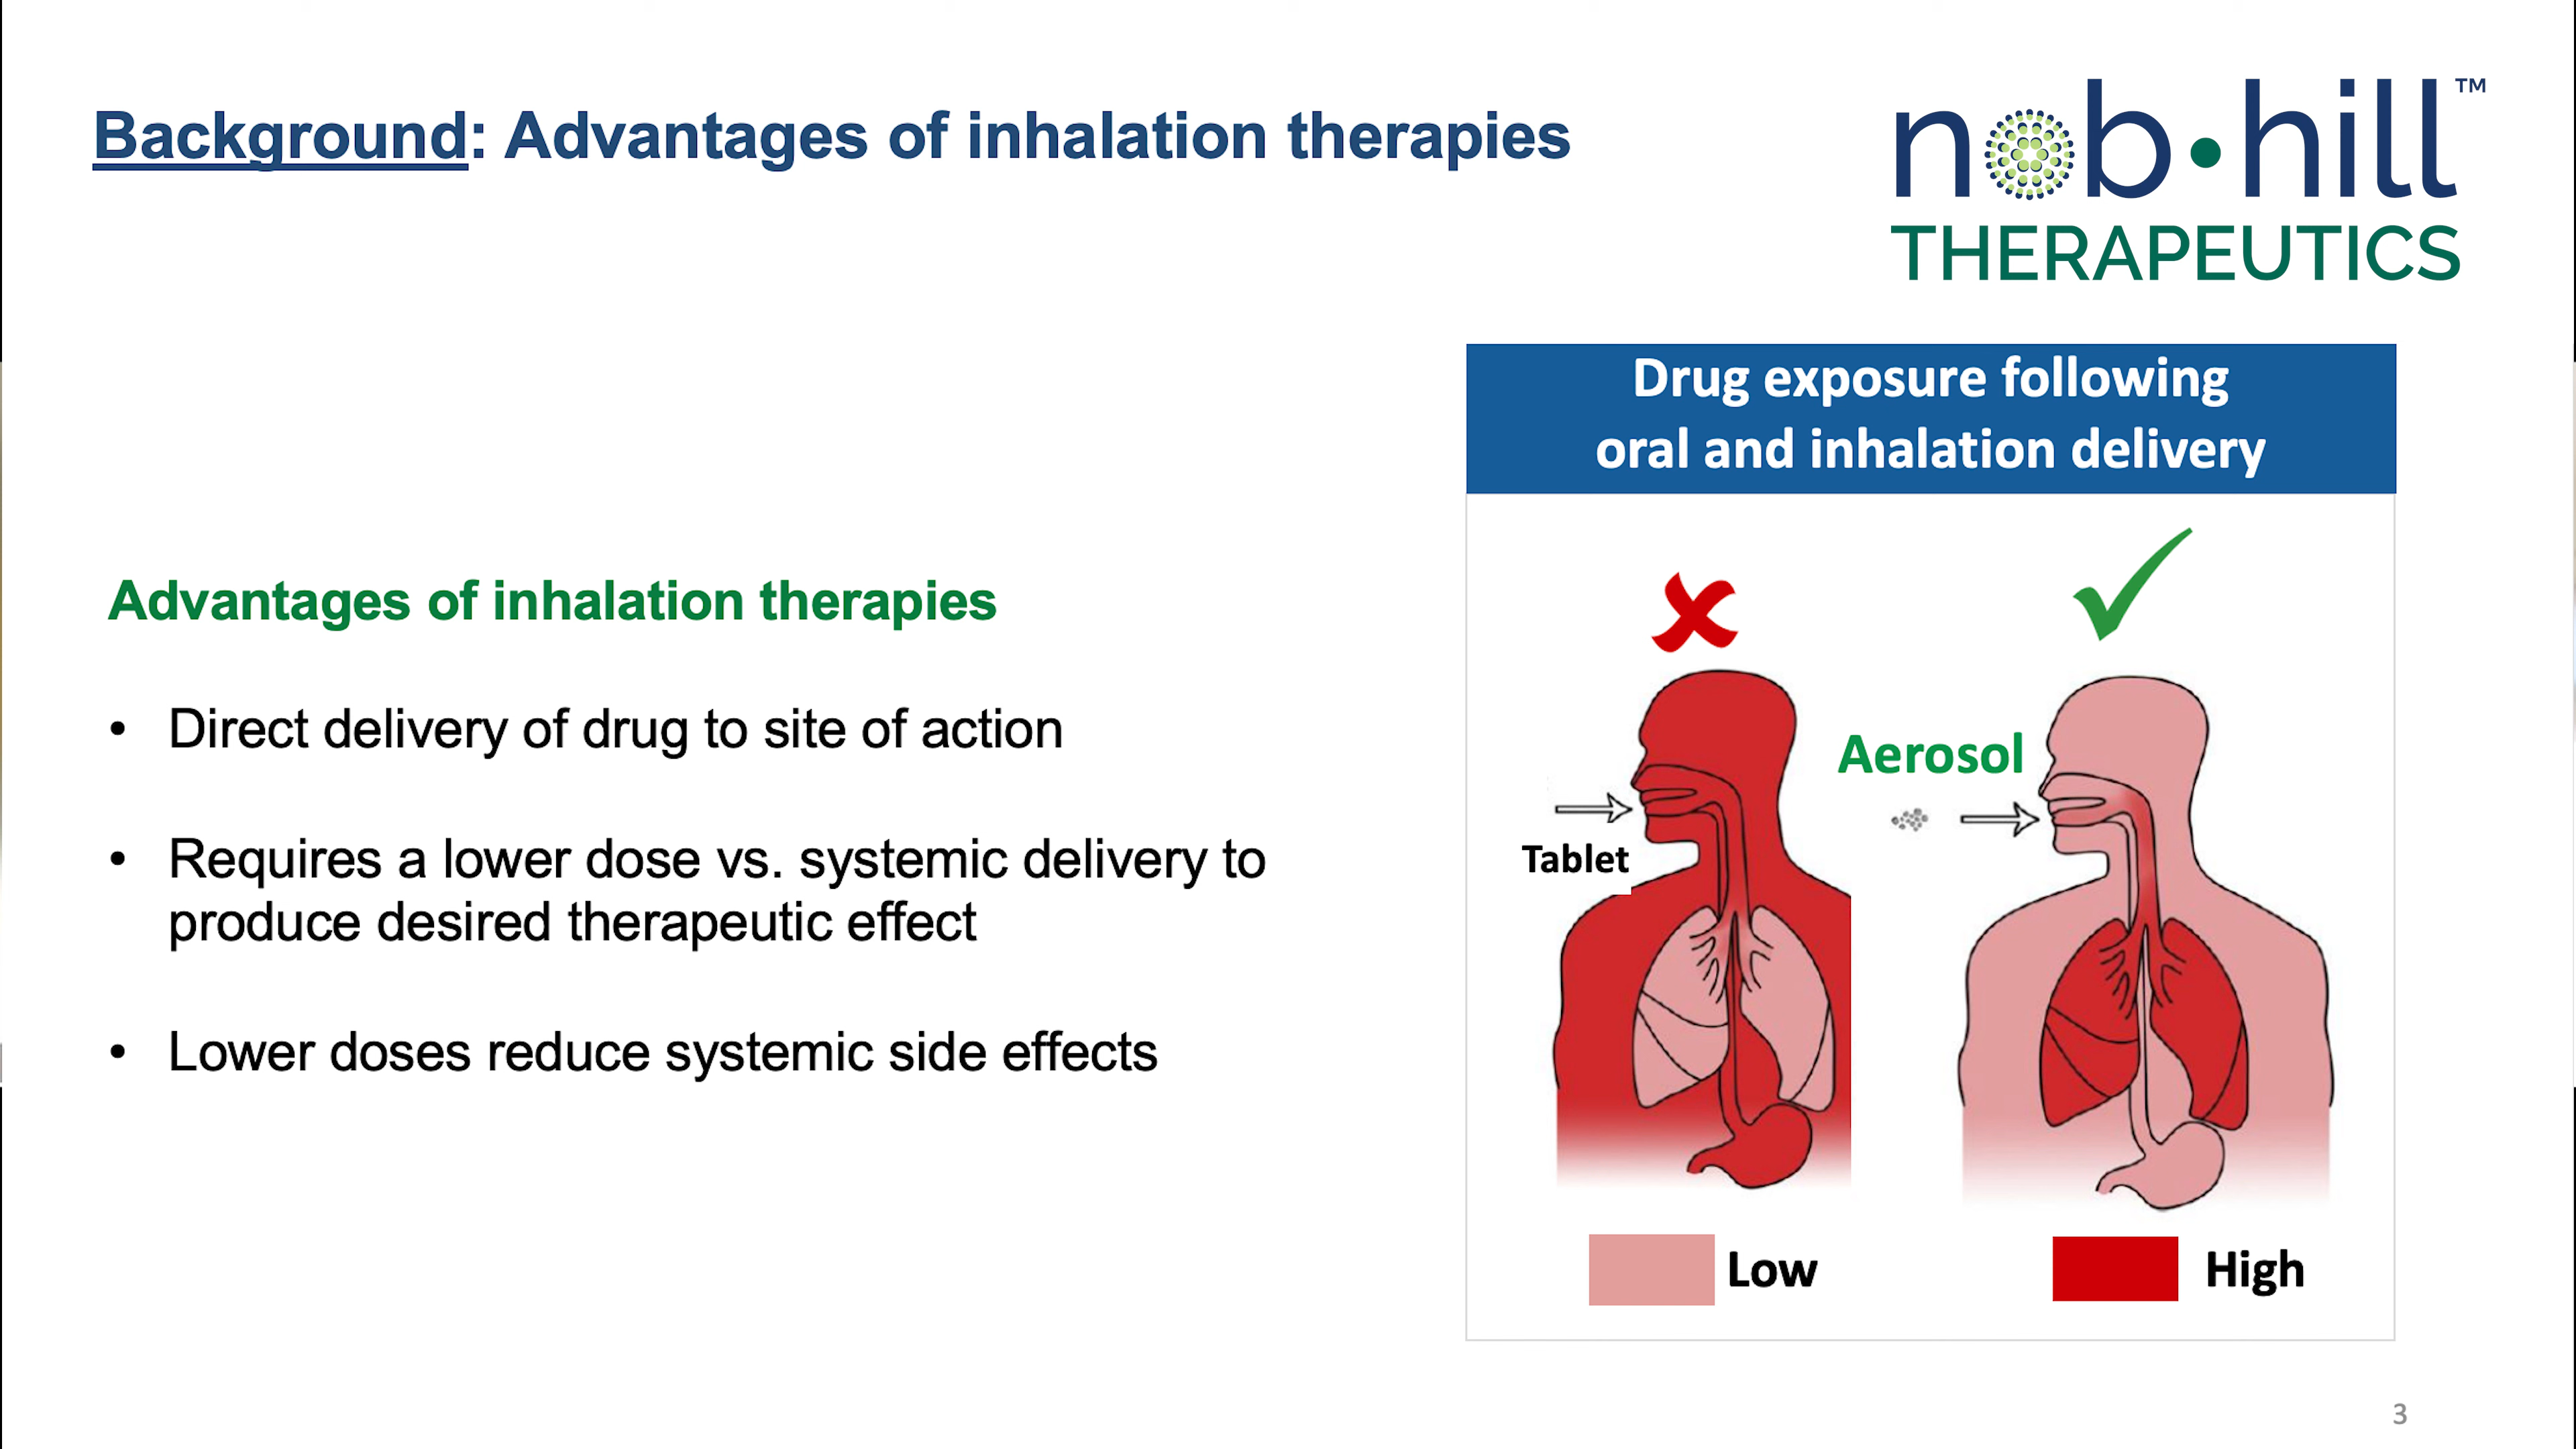 Background: Advantages of inhalation therapies
nob•hill™
THERAPEUTICS
Advantages of inhalation therapies
• Direct delivery of drug to site of action
• Requires a lower dose vs. systemic delivery to
produce desired therapeutic effect
• Lower doses reduce systemic side effects
Drug exposure following
oral and inhalation delivery
Aerosol
Tablet
Low
High
3